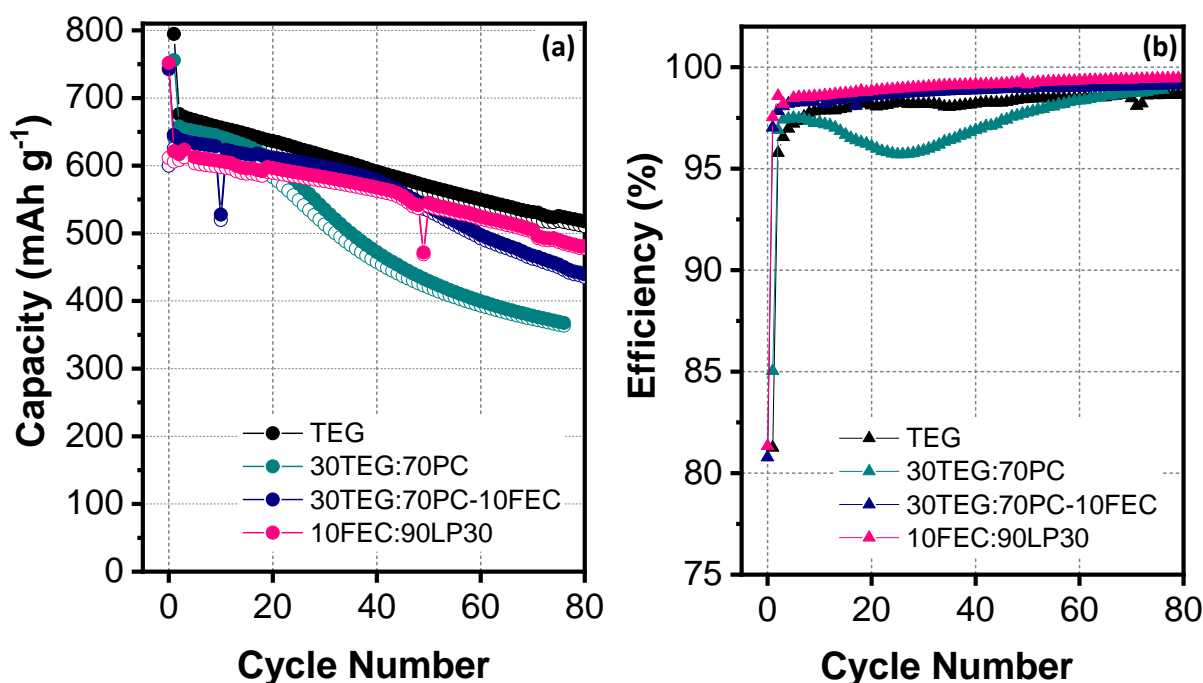 (a)
Capacity (mAh g⁻¹)
800
700
600
500
400
300
200
100
0
TEG
30TEG:70PC
30TEG:70PC-10FEC
10FEC:90LP30
0 20 40 60 80
Cycle Number
(b)
Efficiency (%)
100
95
90
85
80
75
TEG
30TEG:70PC
30TEG:70PC-10FEC
10FEC:90LP30
0 20 40 60 80
Cycle Number